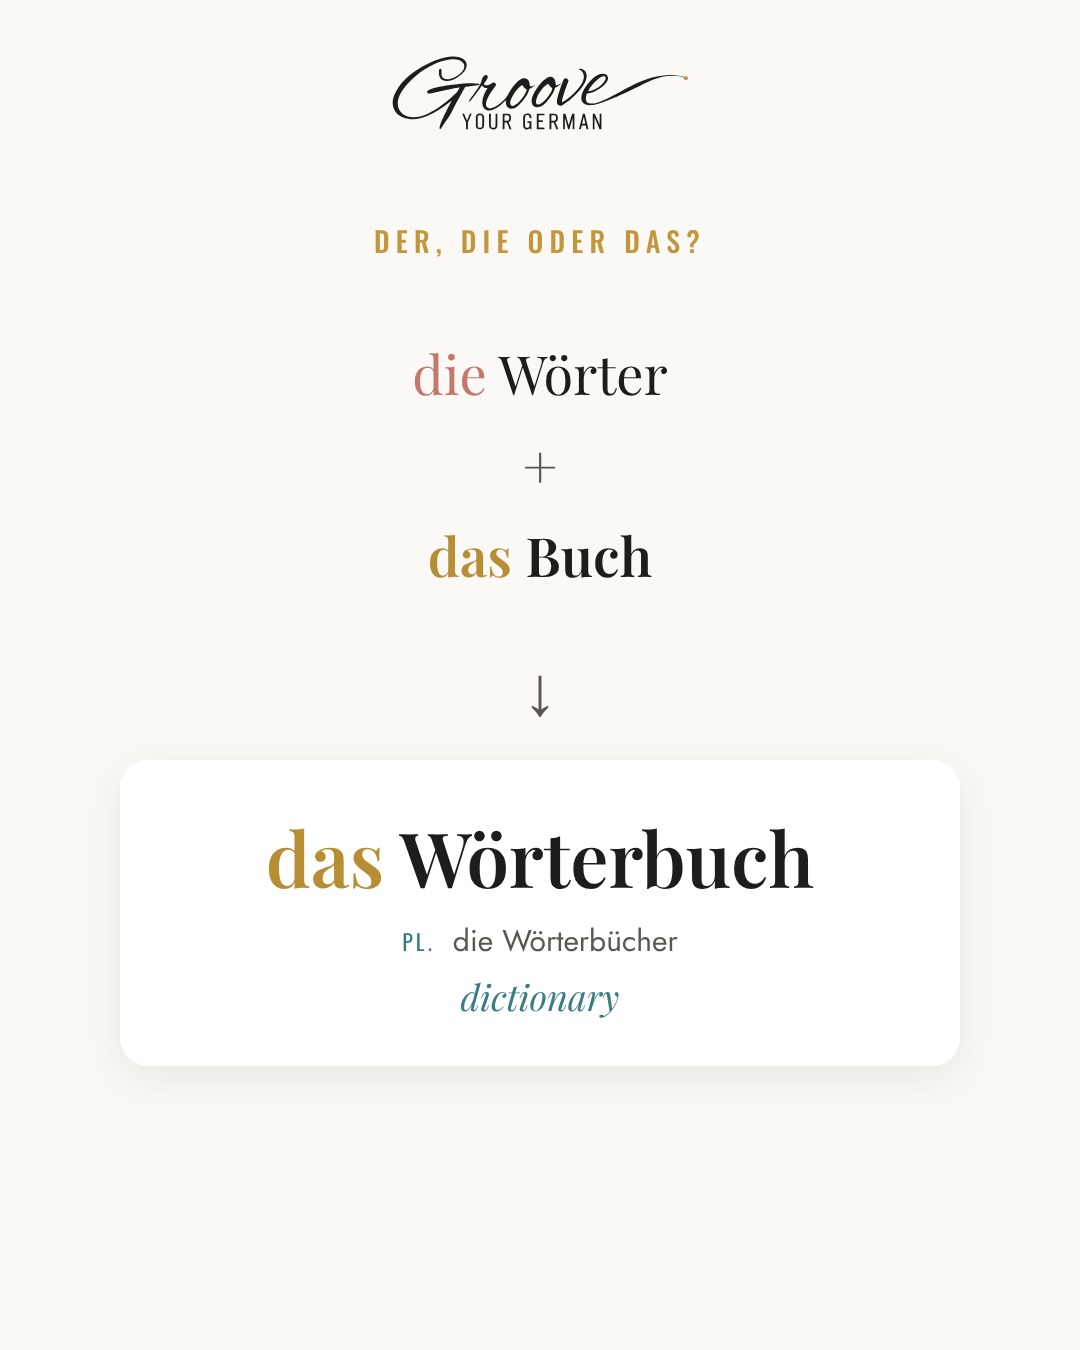 Groove
YOUR GERMAN
DER, DIE ODER DAS?
die Wörter
+
das Buch
↓
das Wörterbuch
PL. die Wörterbücher
dictionary